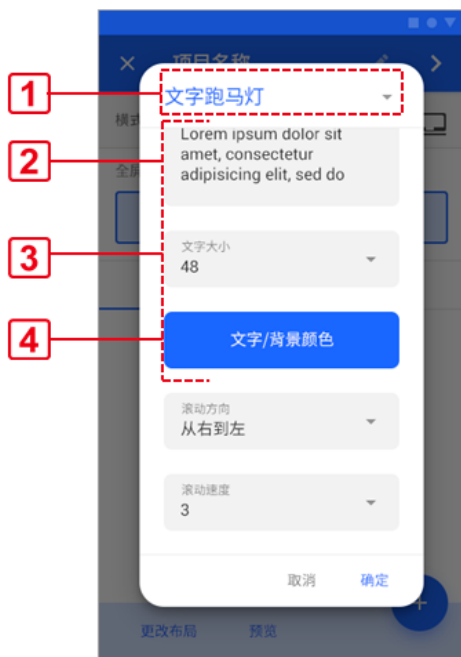 项目名称
1
文字跑马灯
横式
2
Lorem ipsum dolor sit
amet, consectetur
adipisicing elit, sed do
全屏
3
文字大小
48
4
文字/背景颜色
滚动方向
从右到左
滚动速度
3
取消 确定
更改布局 预览